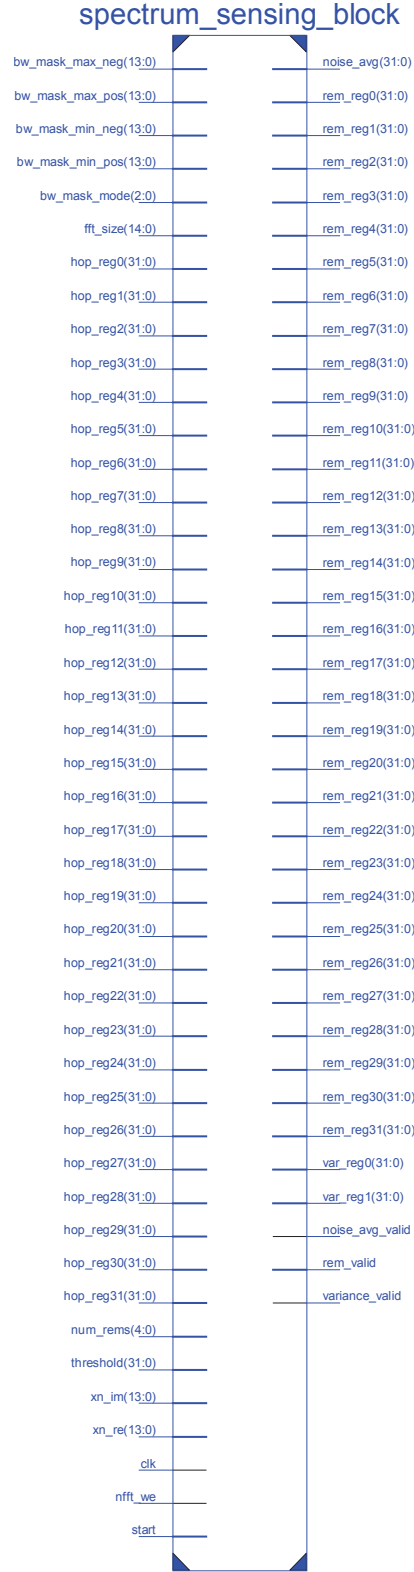 spectrum_sensing_block
bw_mask_max_neg(13:0)
bw_mask_max_pos(13:0)
bw_mask_min_neg(13:0)
bw_mask_min_pos(13:0)
bw_mask_mode(2:0)
fft_size(14:0)
hop_reg0(31:0)
hop_reg1(31:0)
hop_reg2(31:0)
hop_reg3(31:0)
hop_reg4(31:0)
hop_reg5(31:0)
hop_reg6(31:0)
hop_reg7(31:0)
hop_reg8(31:0)
hop_reg9(31:0)
hop_reg10(31:0)
hop_reg11(31:0)
hop_reg12(31:0)
hop_reg13(31:0)
hop_reg14(31:0)
hop_reg15(31:0)
hop_reg16(31:0)
hop_reg17(31:0)
hop_reg18(31:0)
hop_reg19(31:0)
hop_reg20(31:0)
hop_reg21(31:0)
hop_reg22(31:0)
hop_reg23(31:0)
hop_reg24(31:0)
hop_reg25(31:0)
hop_reg26(31:0)
hop_reg27(31:0)
hop_reg28(31:0)
hop_reg29(31:0)
hop_reg30(31:0)
hop_reg31(31:0)
num_rems(4:0)
threshold(31:0)
xn_im(13:0)
xn_re(13:0)
clk
nfft_we
start
noise_avg(31:0)
rem_reg0(31:0)
rem_reg1(31:0)
rem_reg2(31:0)
rem_reg3(31:0)
rem_reg4(31:0)
rem_reg5(31:0)
rem_reg6(31:0)
rem_reg7(31:0)
rem_reg8(31:0)
rem_reg9(31:0)
rem_reg10(31:0)
rem_reg11(31:0)
rem_reg12(31:0)
rem_reg13(31:0)
rem_reg14(31:0)
rem_reg15(31:0)
rem_reg16(31:0)
rem_reg17(31:0)
rem_reg18(31:0)
rem_reg19(31:0)
rem_reg20(31:0)
rem_reg21(31:0)
rem_reg22(31:0)
rem_reg23(31:0)
rem_reg24(31:0)
rem_reg25(31:0)
rem_reg26(31:0)
rem_reg27(31:0)
rem_reg28(31:0)
rem_reg29(31:0)
rem_reg30(31:0)
rem_reg31(31:0)
var_reg0(31:0)
var_reg1(31:0)
noise_avg_valid
rem_valid
variance_valid